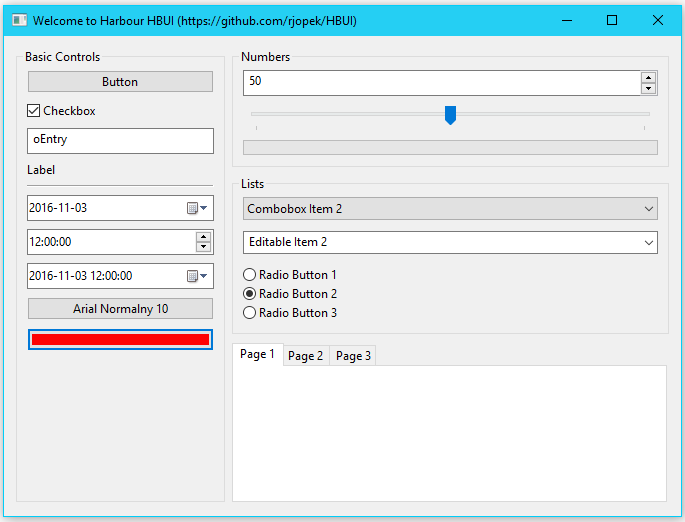 Welcome to Harbour HBUI (https://github.com/rjopek/HBUI)
Basic Controls
Button
Checkbox
oEntry
Label
2016-11-03
12:00:00
2016-11-03 12:00:00
Arial Normalny 10
Numbers
50
Lists
Combobox Item 2
Editable Item 2
Radio Button 1
Radio Button 2
Radio Button 3
Page 1 Page 2 Page 3